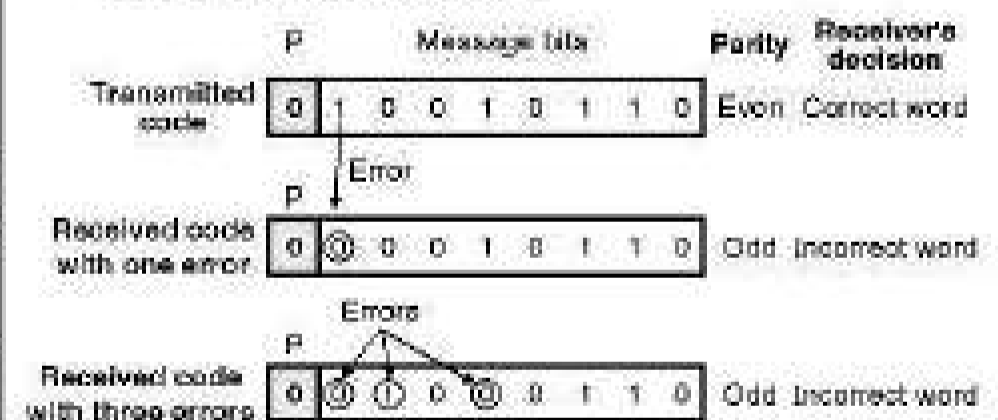 P Message bits Parity Receiver's decision
Transmitted code 0 1 0 0 1 0 1 1 0 Even Correct word
Error
P
Received code with one error 0 0 0 0 1 0 1 1 0 Odd Incorrect word
Errors
P
Received code with three errors 0 0 1 0 0 0 1 1 0 Odd Incorrect word